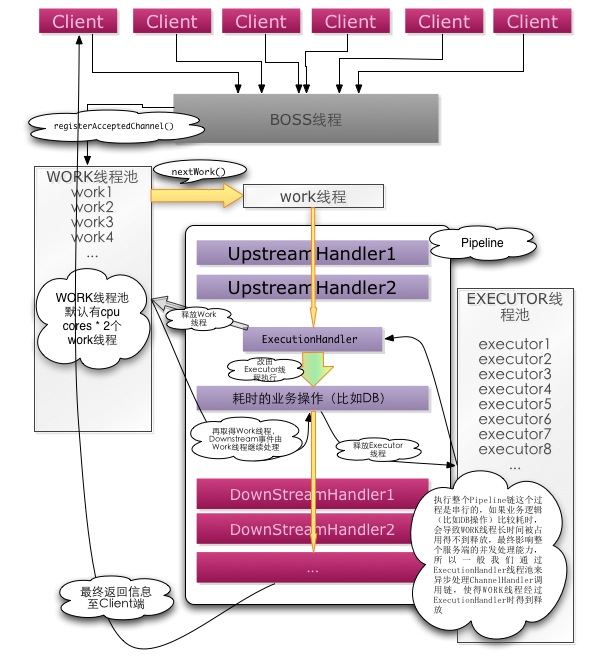 Client
Client
Client
Client
Client
Client
BOSS线程
registerAcceptedChannel()
WORK线程池
work1
work2
work3
work4
...
nextWork()
work线程
Pipeline
UpstreamHandler1
UpstreamHandler2
WORK线程池
默认有cpu
cores * 2个
work线程
释放Work
线程
ExecutionHandler
改由
Executor线
程执行
耗时的业务操作（比如DB）
EXECUTOR线
程池
executor1
executor2
executor3
executor4
executor5
executor6
executor7
executor8
...
再取得Work线程，
Downstream事件由
Work线程继续处理
释放Executor
线程
DownStreamHandler1
DownStreamHandler2
...
执行整个Pipeline链这个过
程是串行的，如果业务逻辑
（比如DB操作）比较耗时，
会导致WORK线程长时间被占
用得不到释放，最终影响整
个服务端的并发处理能力，
所以一般我们通过
ExecutionHandler线程池来
异步处理ChannelHandler调
用链，使得WORK线程经过
ExecutionHandler时得到释
放
最终返回信息
至Client端